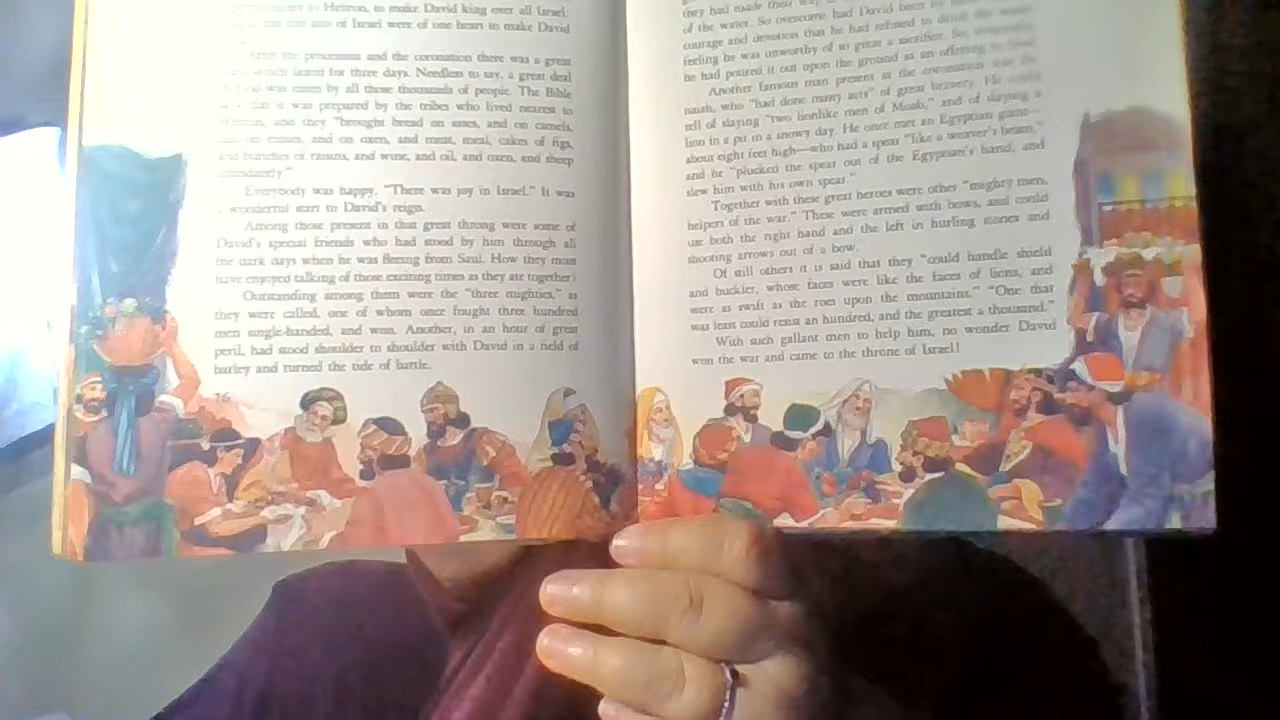 to Hebron, to make David king over all Israel:
of Israel were of one heart to make David
After the procession and the coronation there was a great
lasted for three days. Needless to say, a great deal
was eaten by all those thousands of people. The Bible
it was prepared by the tribes who lived nearest to
and they "brought bread on asses, and on camels,
and on oxen, and meat, meal, cakes of figs,
and bunches of raisins, and wine, and oil, and oxen, and sheep
abundantly."
Everybody was happy. "There was joy in Israel." It was
a wonderful start to David's reign.
Among those present in that great throng were some of
David's special friends who had stood by him through all
the dark days when he was fleeing from Saul. How they must
have enjoyed talking of those exciting times as they ate together!
Outstanding among them were the "three mighties," as
they were called, one of whom once fought three hundred
men single-handed, and won. Another, in an hour of great
peril, had stood shoulder to shoulder with David in a field of
barley and turned the tide of battle.
76
they had made their way
of the water. So overcome had David been by
courage and devotion that he had refused to drink the water,
feeling he was unworthy of so great a sacrifice. So,
he had poured it out upon the ground as an offering to
Another famous man present at the coronation was
naiah, who "had done many acts" of great bravery. He could
tell of slaying "two lionlike men of Moab," and of slaying a
lion in a pit in a snowy day. He once met an Egyptian giant—
about eight feet high—who had a spear "like a weaver's beam,"
and he "plucked the spear out of the Egyptian's hand, and
slew him with his own spear."
Together with these great heroes were other "mighty men,
helpers of the war." These were armed with bows, and could
use both the right hand and the left in hurling stones and
shooting arrows out of a bow.
Of still others it is said that they "could handle shield
and buckler, whose faces were like the faces of lions, and
were as swift as the roes upon the mountains." "One that
was least could resist an hundred, and the greatest a thousand."
With such gallant men to help him, no wonder David
won the war and came to the throne of Israel!